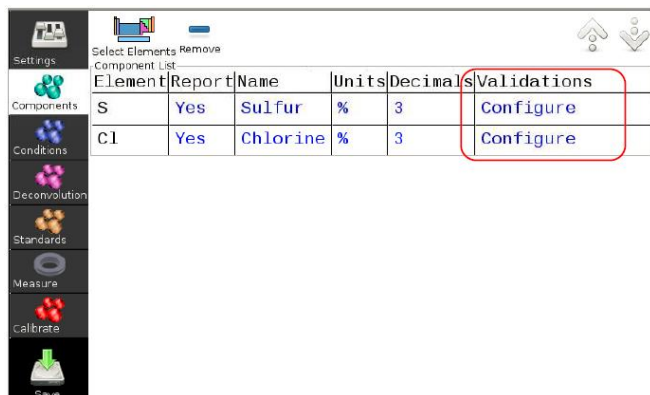 Settings
Components
Conditions
Deconvolution
Standards
Measure
Calibrate
Save
Select Elements Remove
Component List
Element Report Name Units Decimals Validations
S Yes Sulfur % 3 Configure
Cl Yes Chlorine % 3 Configure